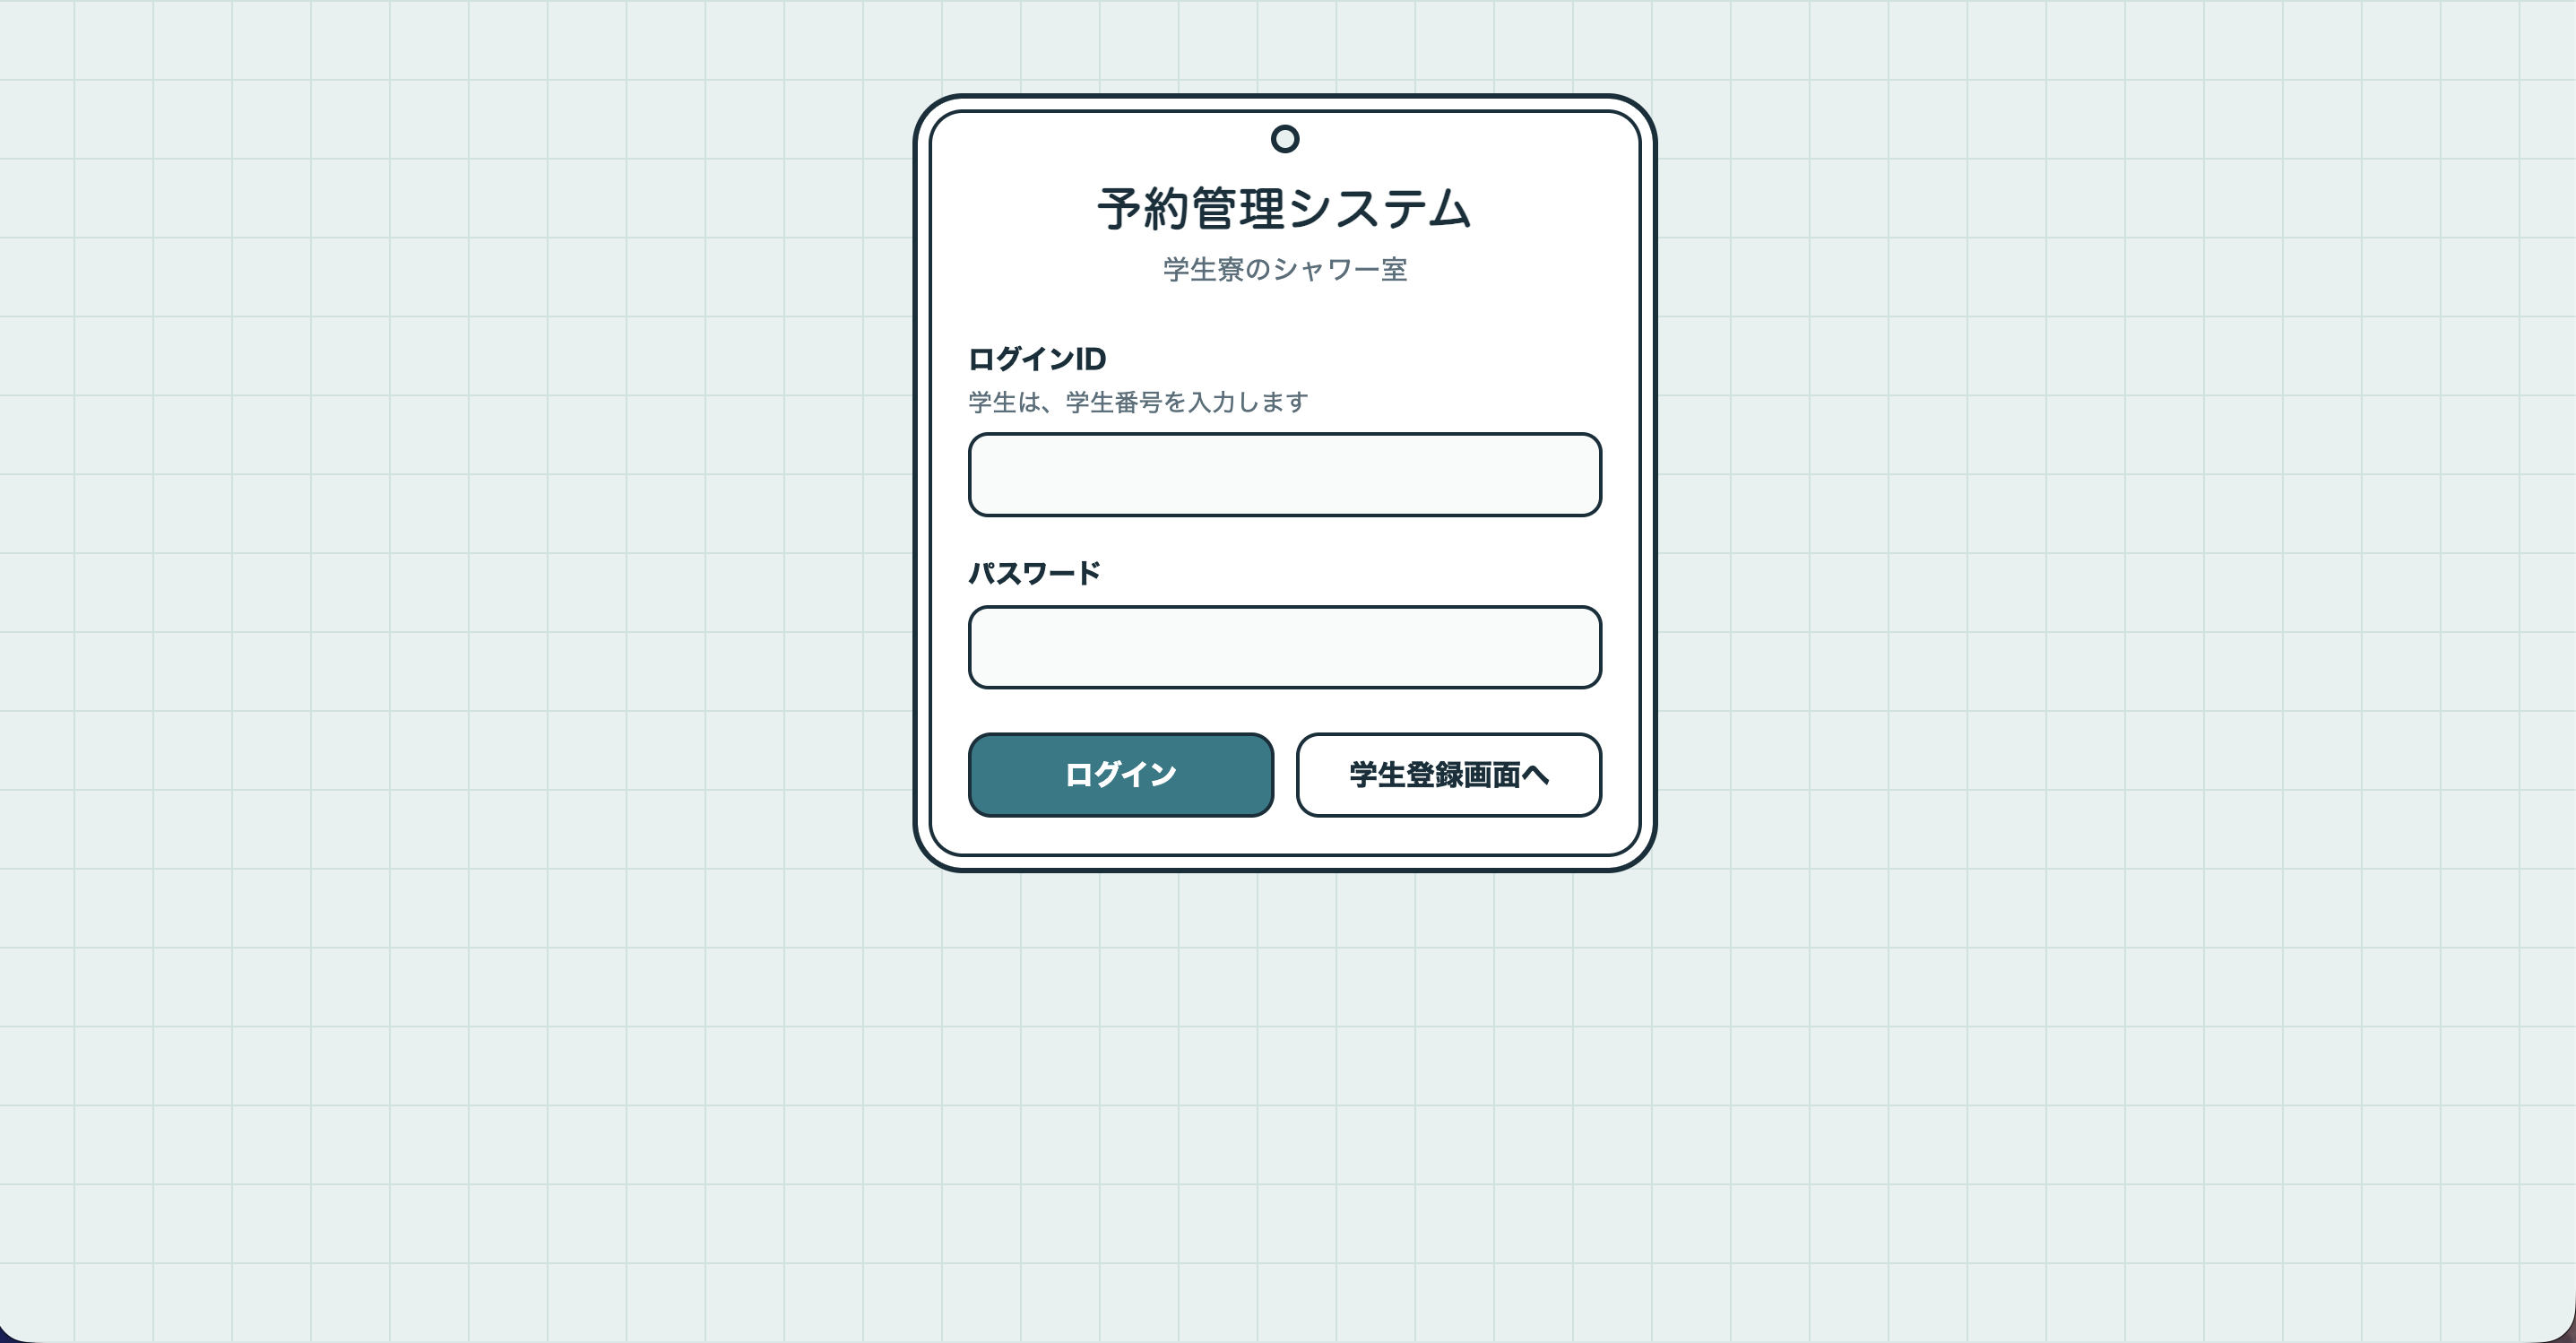 予約管理システム
学生寮のシャワー室
ログインID
学生は、学生番号を入力します
パスワード
ログイン
学生登録画面へ